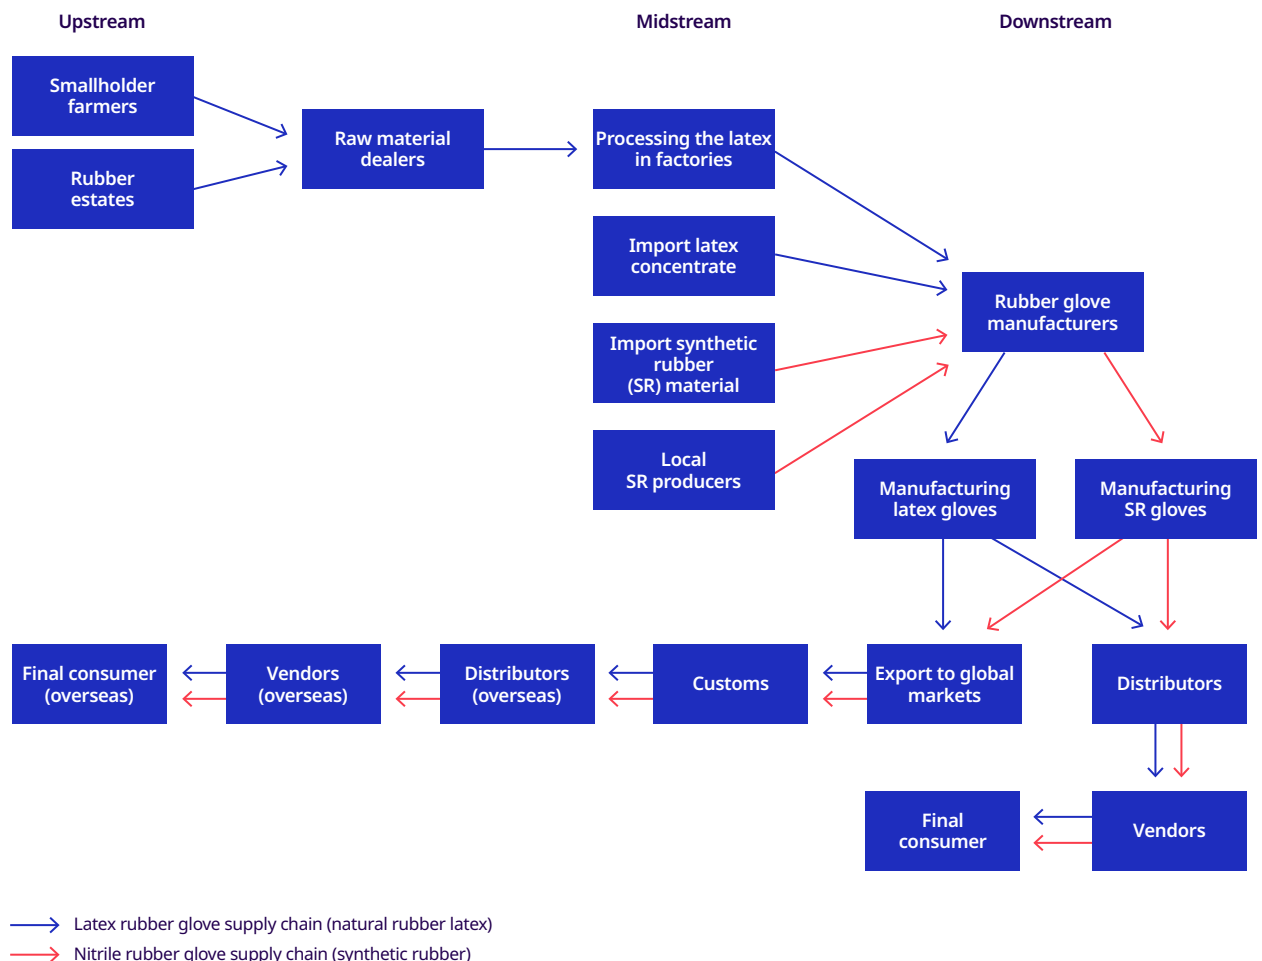 Upstream
Midstream
Downstream
Smallholder
farmers
Rubber
estates
Raw material
dealers
Processing the latex
in factories
Import latex
concentrate
Import synthetic
rubber
(SR) material
Local
SR producers
Rubber glove
manufacturers
Manufacturing
latex gloves
Manufacturing
SR gloves
Final consumer
(overseas)
Vendors
(overseas)
Distributors
(overseas)
Customs
Export to global
markets
Distributors
Final
consumer
Vendors
Latex rubber glove supply chain (natural rubber latex)
Nitrile rubber glove supply chain (synthetic rubber)